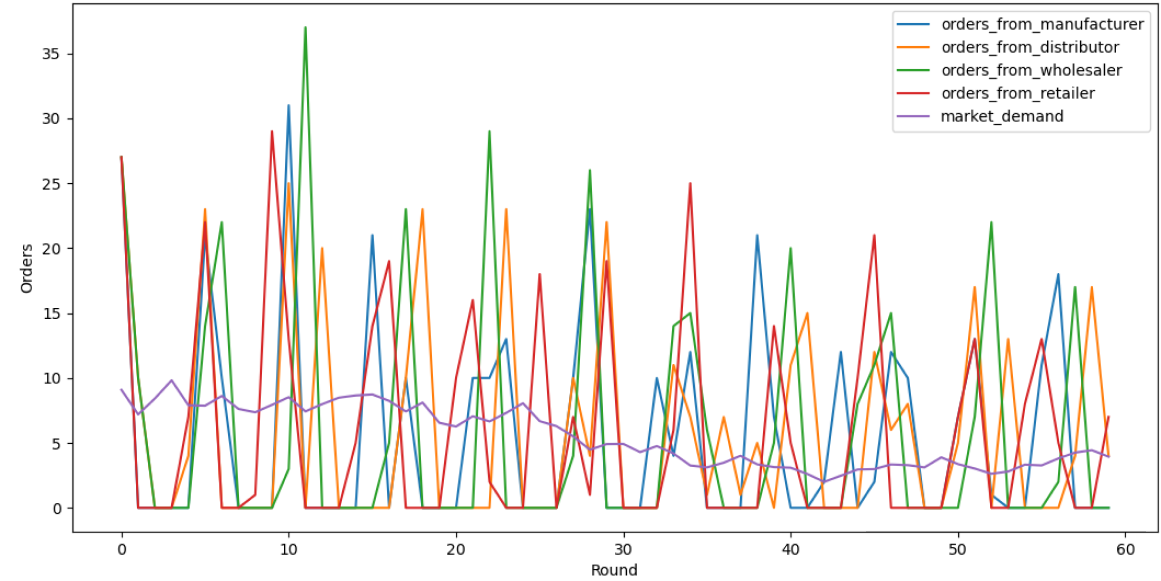 orders_from_manufacturer
orders_from_distributor
orders_from_wholesaler
orders_from_retailer
market_demand
35
30
25
20
15
10
5
0
Orders
0 10 20 30 40 50 60
Round